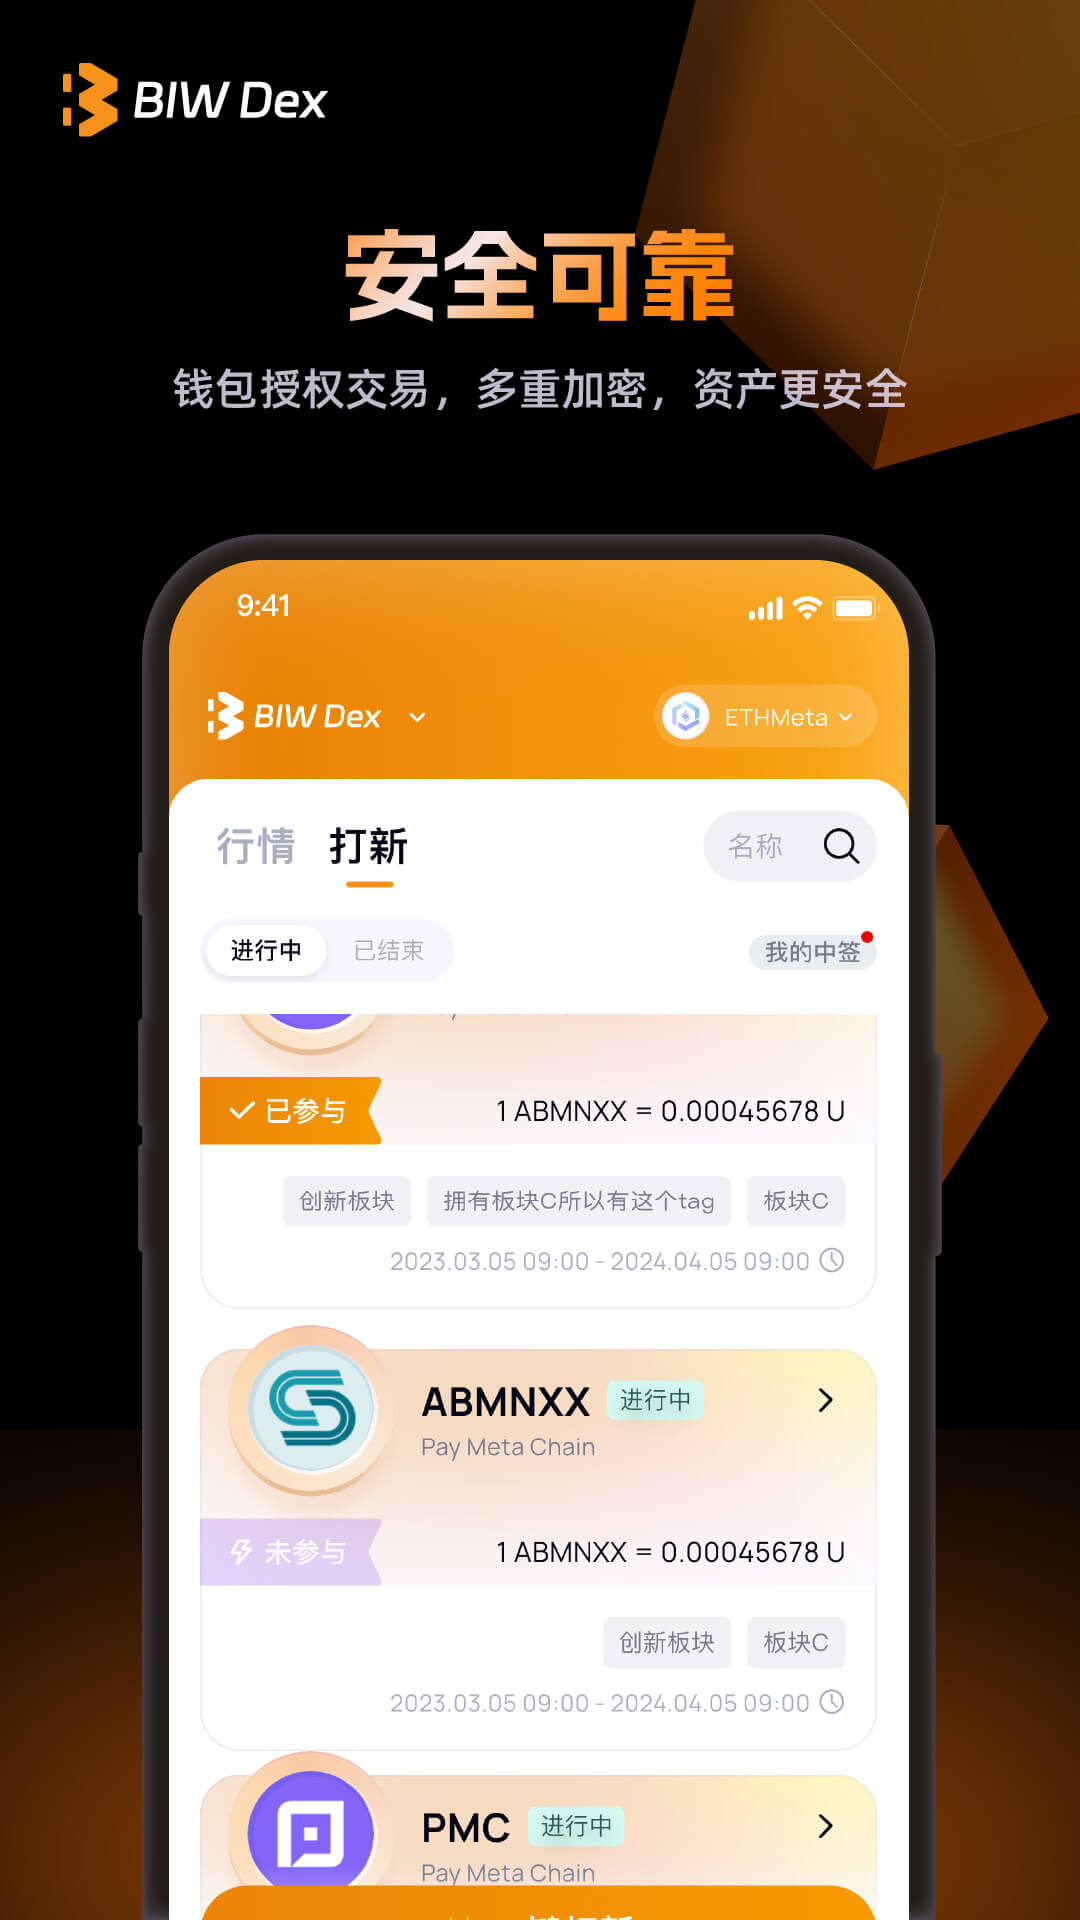 BIW Dex
安全可靠
钱包授权交易，多重加密，资产更安全
9:41
BIW Dex
ETHMeta
行情 打新
名称
进行中 已结束
我的中签
已参与
1 ABMNXX = 0.00045678 U
创新板块 拥有板块C所以有这个tag 板块C
2023.03.05 09:00 - 2024.04.05 09:00
ABMNXX 进行中
Pay Meta Chain
未参与
1 ABMNXX = 0.00045678 U
创新板块 板块C
2023.03.05 09:00 - 2024.04.05 09:00
PMC 进行中
Pay Meta Chain